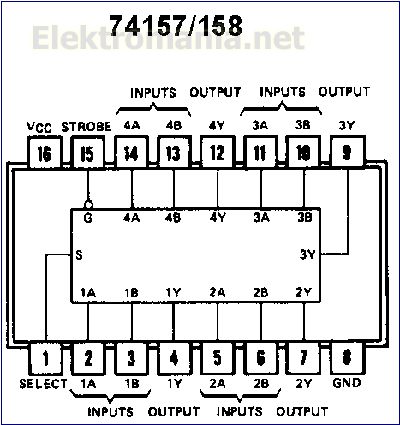 Elektromania.net
74157/158
INPUTS OUTPUT INPUTS OUTPUT
VCC STROBE 4A 4B 4Y 3A 3B 3Y
16 15 14 13 12 11 10 9
G 4A 4B 4Y 3A 3B
S 3Y
1A 1B 1Y 2A 2B 2Y
1 2 3 4 5 6 7 8
SELECT 1A 1B 1Y 2A 2B 2Y GND
INPUTS OUTPUT INPUTS OUTPUT